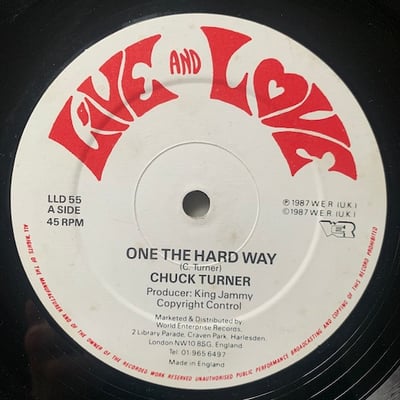 LIVE AND LOVE
LLD 55
A SIDE
45 RPM
℗ 1987 W.E.R. (U.K.)
© 1987 W.E.R. (U.K.)
WER
ONE THE HARD WAY
(C. Turner)
CHUCK TURNER
Producer: King Jammy
Copyright Control
Marketed & Distributed by
World Enterprise Records,
2 Library Parade, Craven Park, Harlesden,
London NW10 8SG. England
Tel: 01 965 6497
Made in England
ALL RIGHTS OF THE MANUFACTURER AND OF THE OWNER OF THE RECORDED WORK RESERVED UNAUTHORISED PUBLIC PERFORMANCE BROADCASTING AND COPYING OF THIS RECORD PROHIBITED